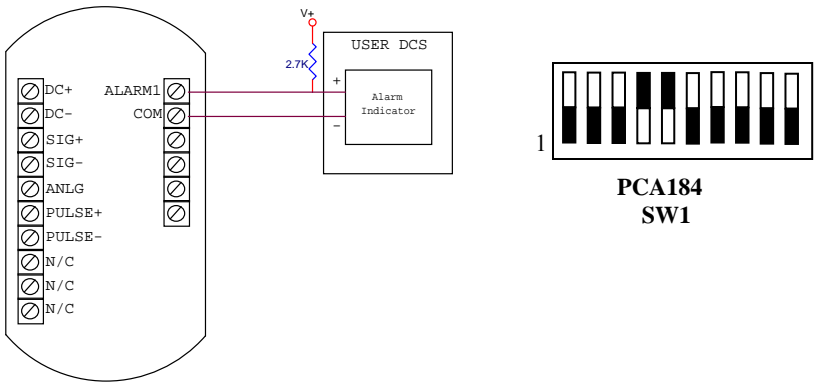 V+
USER DCS
2.7K
DC+ ALARM1 +
Alarm
Indicator
DC- COM
−
SIG+
SIG-
ANLG
PULSE+
PULSE-
N/C
N/C
N/C
1
PCA184
SW1